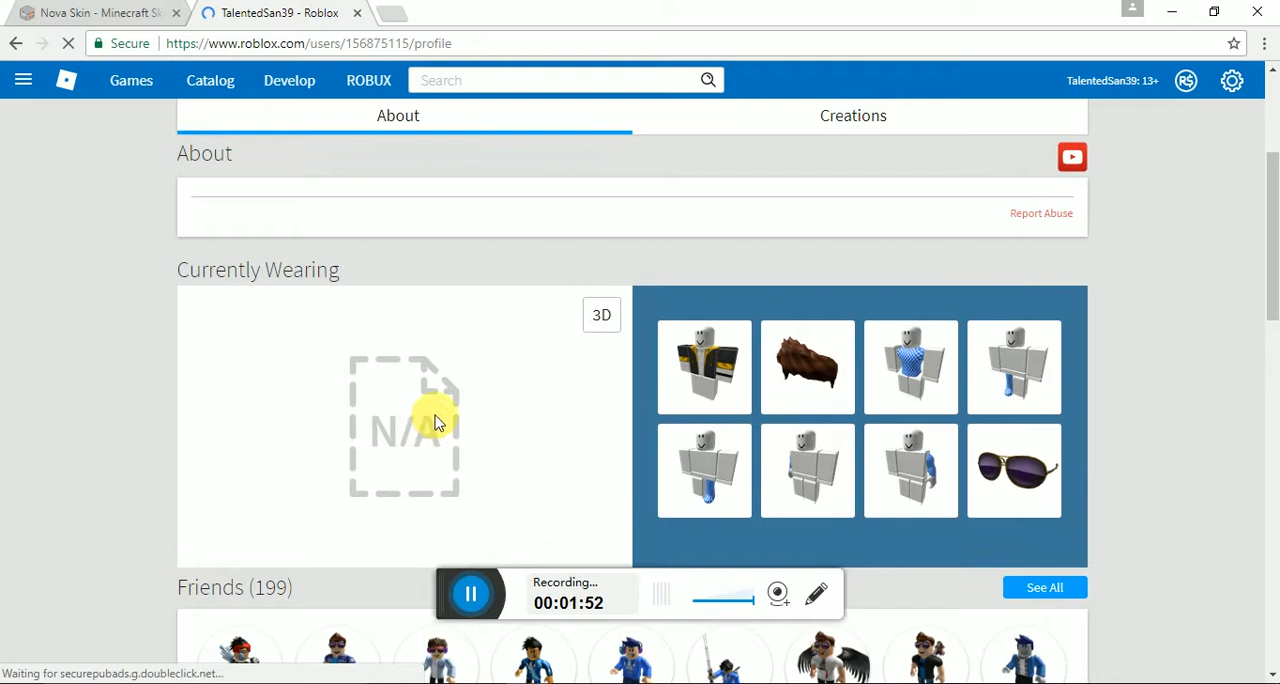 Nova Skin - Minecraft Sk
TalentedSan39 - Roblox
Secure
https://www.roblox.com/users/156875115/profile
Games
Catalog
Develop
ROBUX
Search
TalentedSan39: 13+
R$
About
Creations
About
Report Abuse
Currently Wearing
3D
N/A
Friends (199)
See All
Recording...
00:01:52
Waiting for securepubads.g.doubleclick.net...